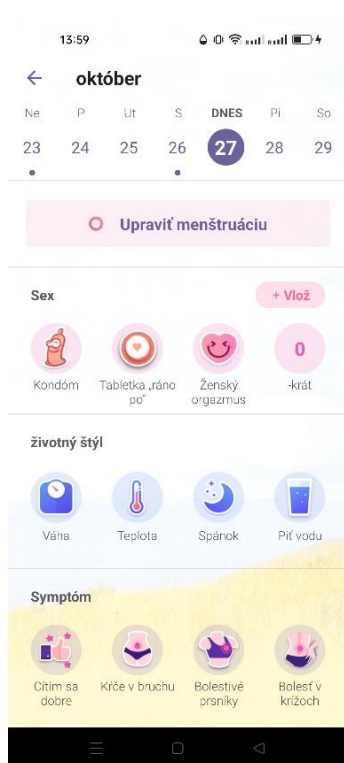 13:59
október
Ne P Ut S DNES Pi So
23 24 25 26 27 28 29
Upraviť menštruáciu
Sex + Vlož
0
Kondóm Tabletka „ráno Ženský -krát
po" orgazmus
životný štýl
Váha Teplota Spánok Piť vodu
Symptóm
Cítim sa Kŕče v bruchu Bolestivé Bolesť v
dobre prsníky krížoch